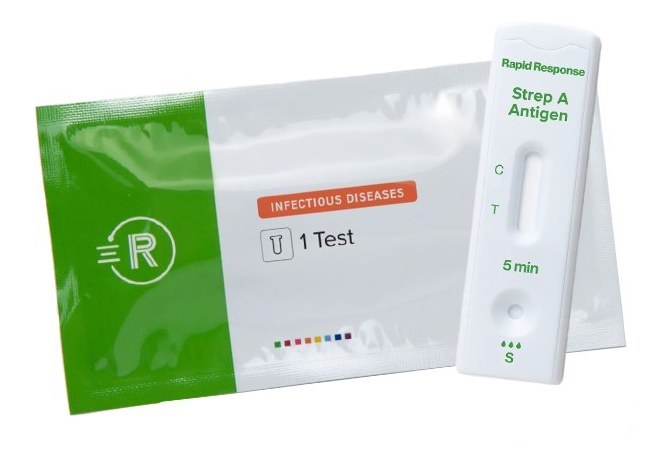 R
INFECTIOUS DISEASES
1 Test
Rapid Response
Strep A
Antigen
C
T
5 min
S